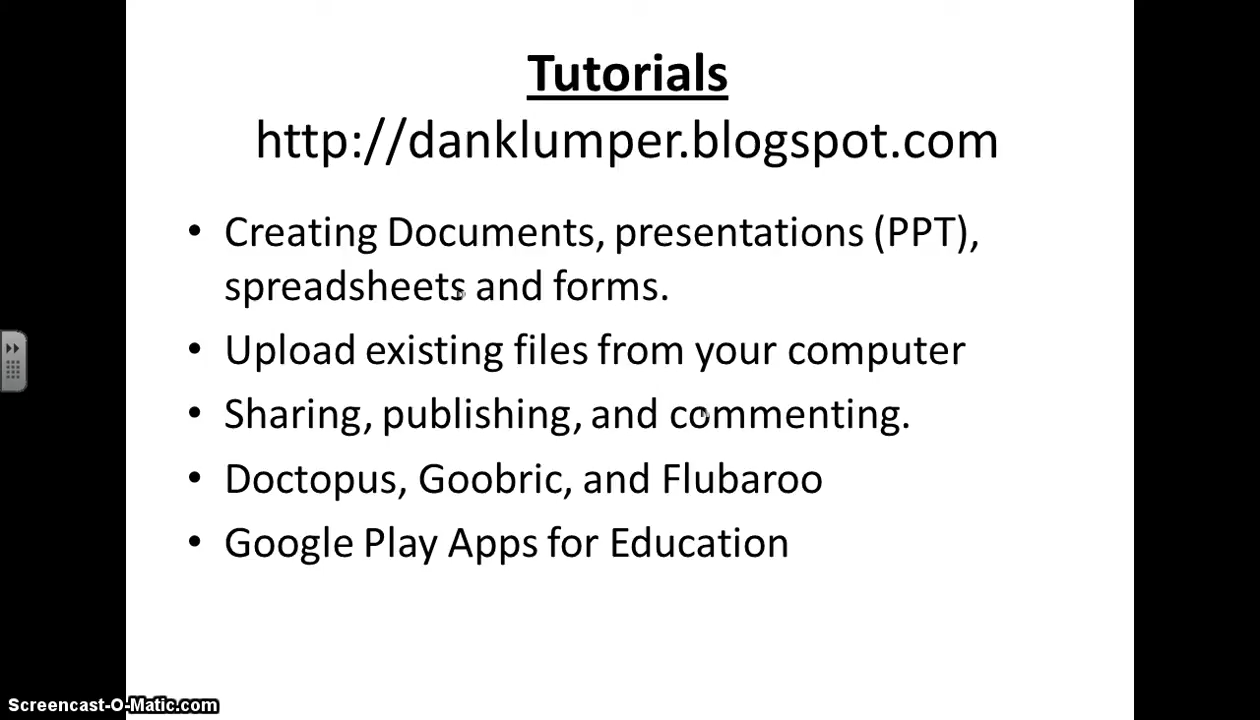 Tutorials
http://danklumper.blogspot.com
• Creating Documents, presentations (PPT),
spreadsheets and forms.
• Upload existing files from your computer
• Sharing, publishing, and commenting.
• Doctopus, Goobric, and Flubaroo
• Google Play Apps for Education
Screencast-O-Matic.com